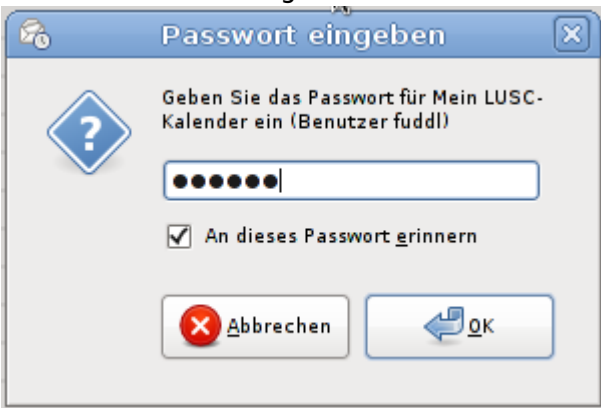 Passwort eingeben
Geben Sie das Passwort für Mein LUSC-
Kalender ein (Benutzer fuddl)
●●●●●●
An dieses Passwort erinnern
Abbrechen
OK